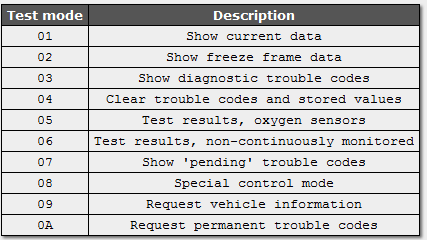 Test mode Description
01 Show current data
02 Show freeze frame data
03 Show diagnostic trouble codes
04 Clear trouble codes and stored values
05 Test results, oxygen sensors
06 Test results, non-continuously monitored
07 Show 'pending' trouble codes
08 Special control mode
09 Request vehicle information
0A Request permanent trouble codes